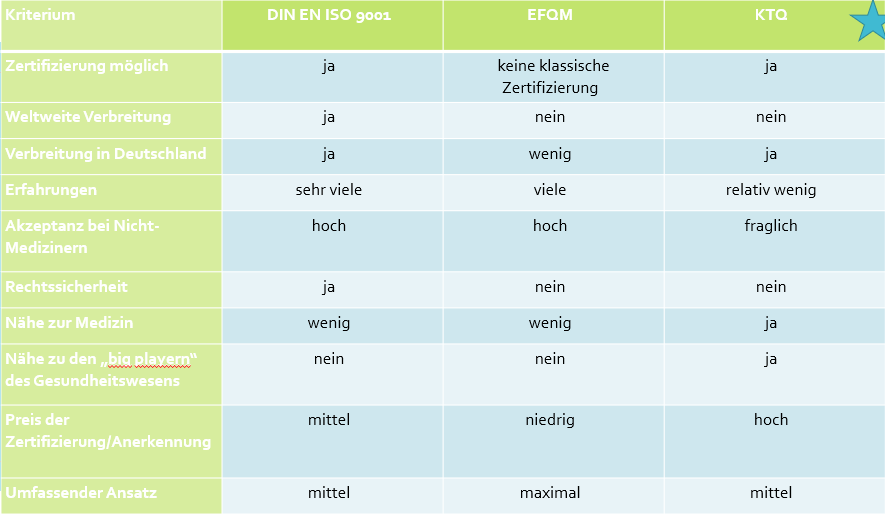 Kriterium DIN EN ISO 9001 EFQM KTQ
Zertifizierung möglich ja keine klassische Zertifizierung ja
Weltweite Verbreitung ja nein nein
Verbreitung in Deutschland ja wenig ja
Erfahrungen sehr viele viele relativ wenig
Akzeptanz bei Nicht-
Medizinern hoch hoch fraglich
Rechtssicherheit ja nein nein
Nähe zur Medizin wenig wenig ja
Nähe zu den „big playern“
des Gesundheitswesens nein nein ja
Preis der
Zertifizierung/Anerkennung mittel niedrig hoch
Umfassender Ansatz mittel maximal mittel